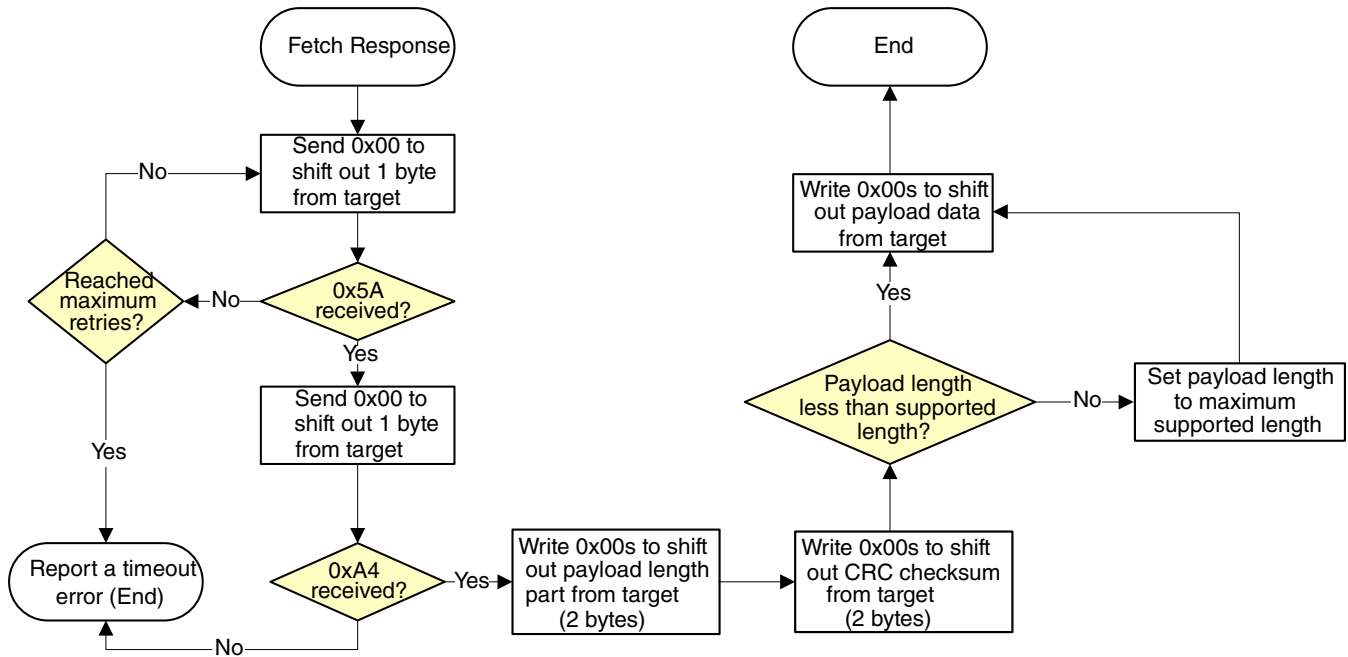 Fetch Response
Send 0x00 to
shift out 1 byte
from target
No
Reached
maximum
retries?
No
0x5A
received?
Yes
Send 0x00 to
shift out 1 byte
from target
Yes
Report a timeout
error (End)
0xA4
received?
No
Yes
Write 0x00s to shift
out payload length
part from target
(2 bytes)
Write 0x00s to shift
out CRC checksum
from target
(2 bytes)
Payload length
less than supported
length?
No
Set payload length
to maximum
supported length
Yes
Write 0x00s to shift
out payload data
from target
End